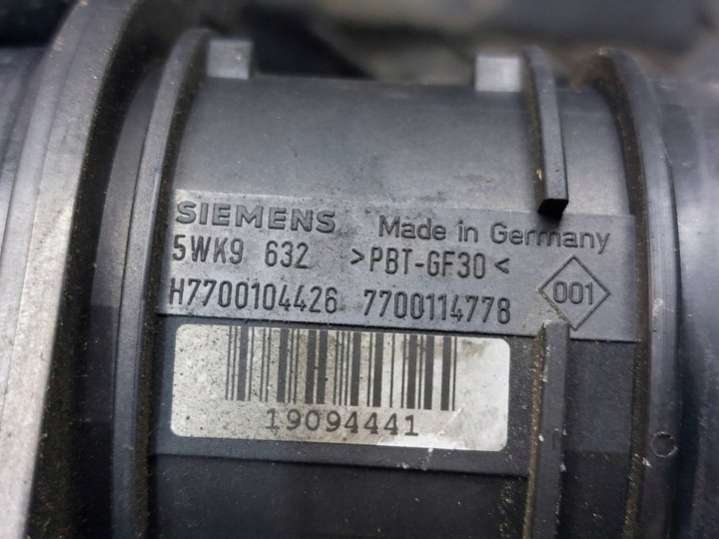 SIEMENS Made in Germany
5WK9 632 >PBT-GF30<
H7700104426 7700114778 001
19094441